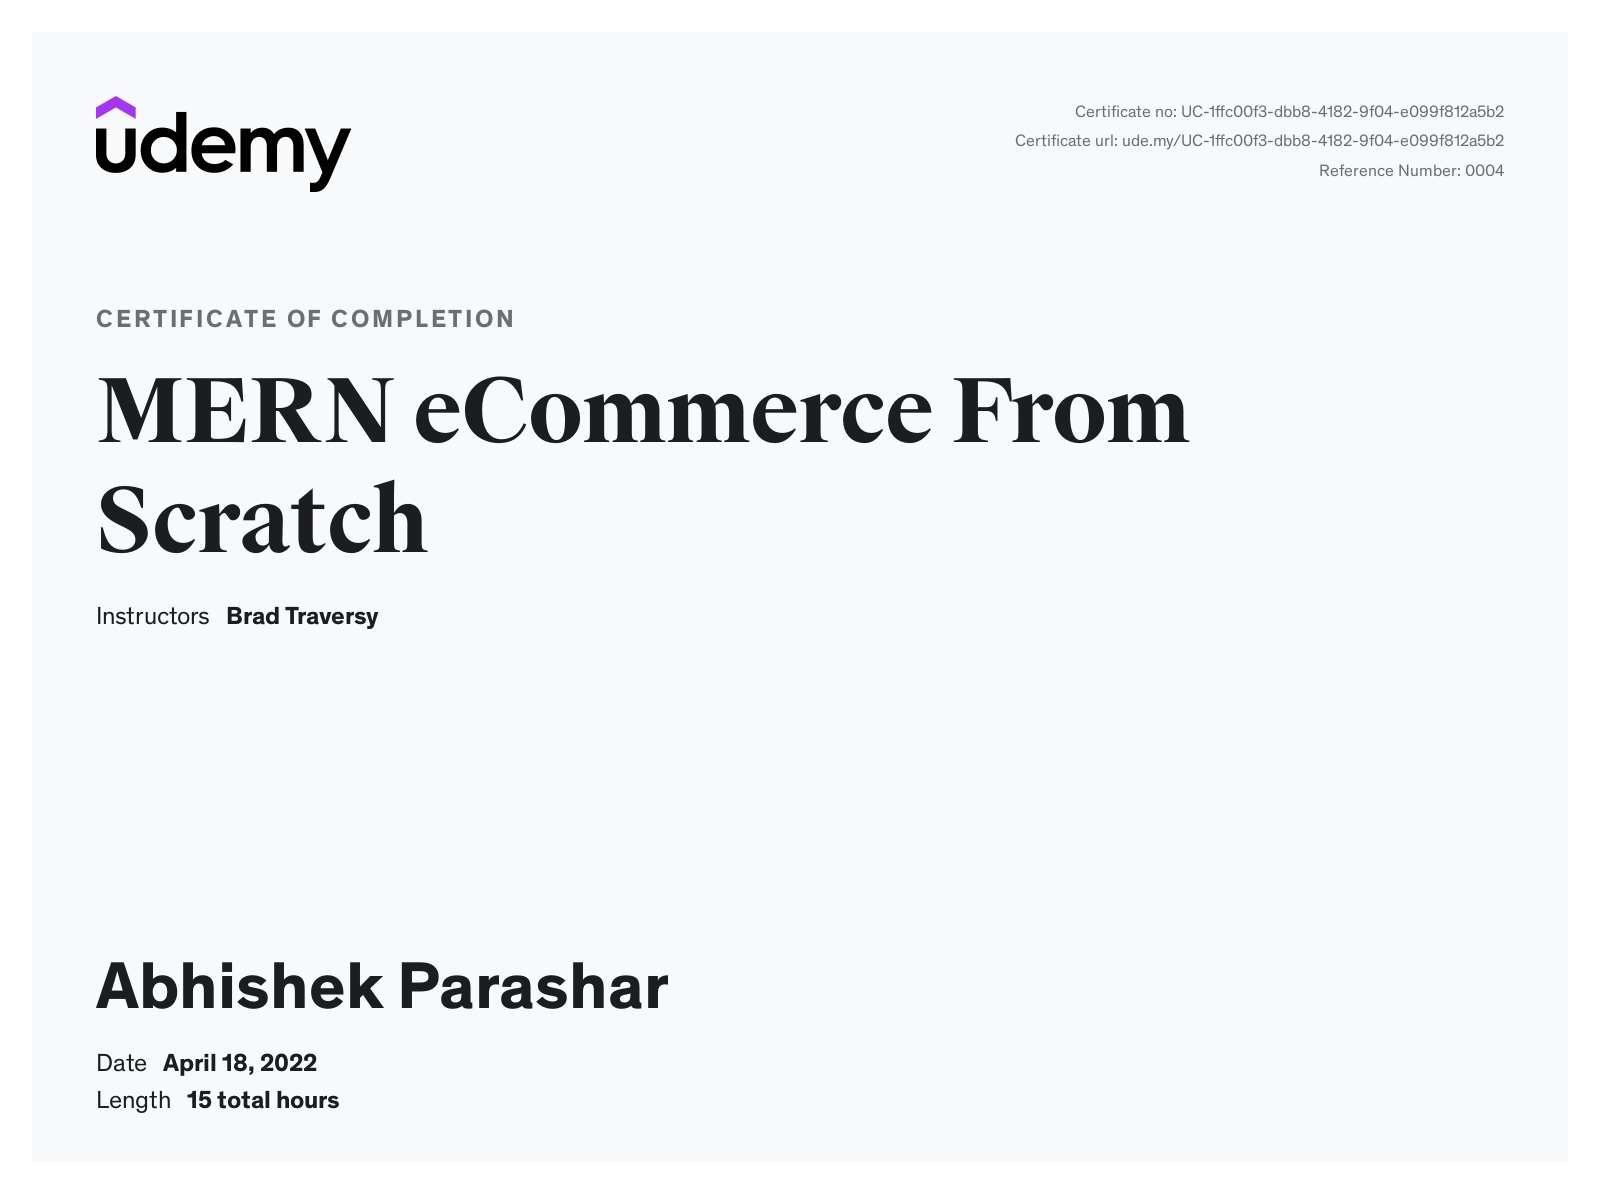 udemy
Certificate no: UC-1ffc00f3-dbb8-4182-9f04-e099f812a5b2
Certificate url: ude.my/UC-1ffc00f3-dbb8-4182-9f04-e099f812a5b2
Reference Number: 0004
CERTIFICATE OF COMPLETION
MERN eCommerce From
Scratch
Instructors Brad Traversy
Abhishek Parashar
Date April 18, 2022
Length 15 total hours